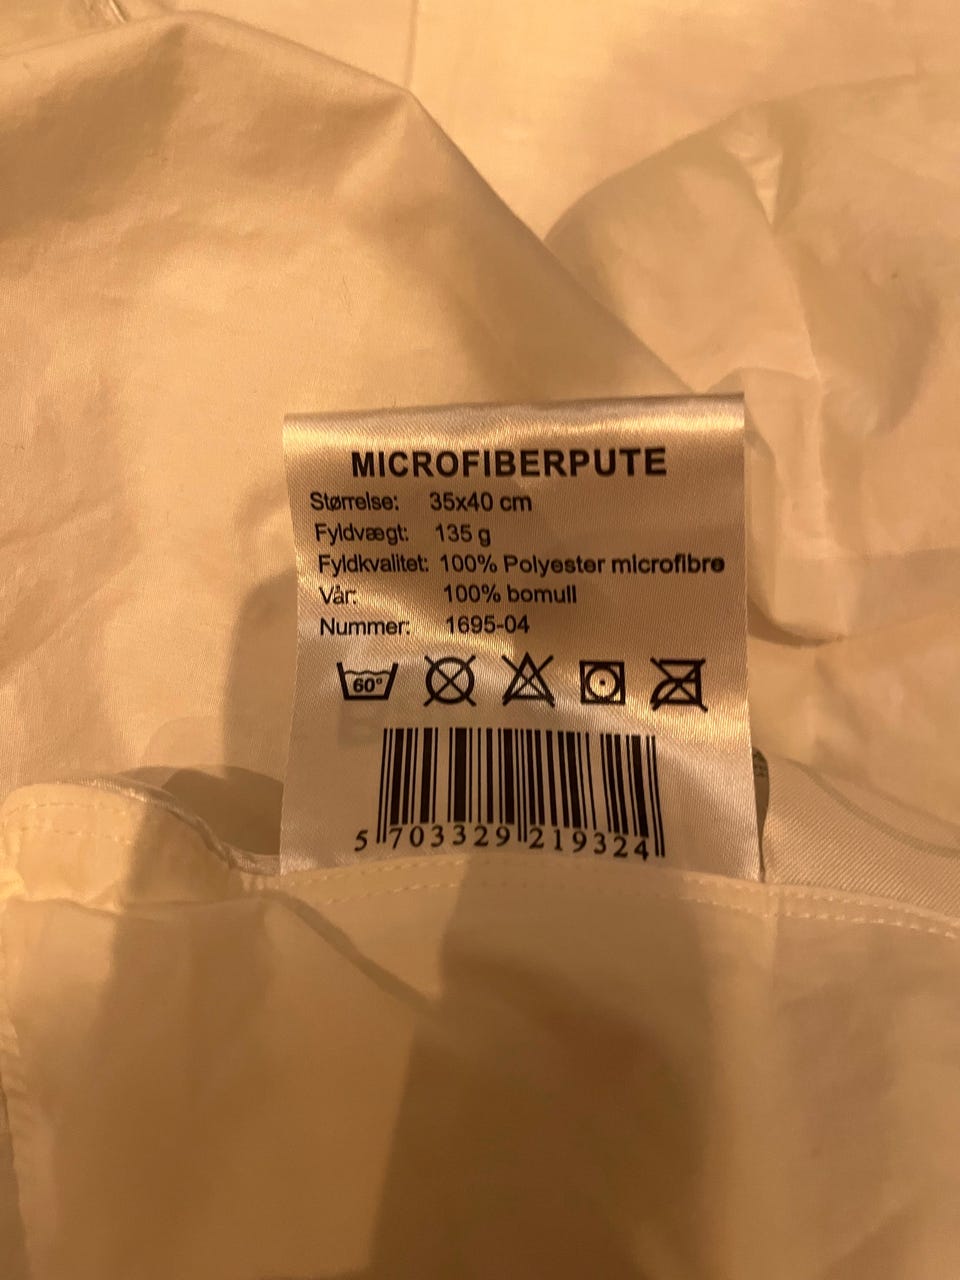 MICROFIBERPUTE
Størrelse: 35x40 cm
Fyldvægt: 135 g
Fyldkvalitet: 100% Polyester microfibre
Vår: 100% bomull
Nummer: 1695-04
60°
5 703329 219324